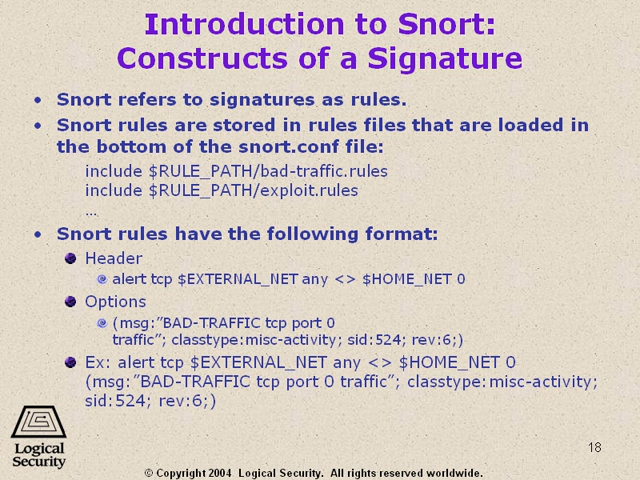 Introduction to Snort:
Constructs of a Signature
• Snort refers to signatures as rules.
• Snort rules are stored in rules files that are loaded in
the bottom of the snort.conf file:
include $RULE_PATH/bad-traffic.rules
include $RULE_PATH/exploit.rules
...
• Snort rules have the following format:
Header
alert tcp $EXTERNAL_NET any <> $HOME_NET 0
Options
(msg:"BAD-TRAFFIC tcp port 0
traffic"; classtype:misc-activity; sid:524; rev:6;)
Ex: alert tcp $EXTERNAL_NET any <> $HOME_NET 0
(msg:"BAD-TRAFFIC tcp port 0 traffic"; classtype:misc-activity;
sid:524; rev:6;)
Logical
Security
18
© Copyright 2004 Logical Security. All rights reserved worldwide.